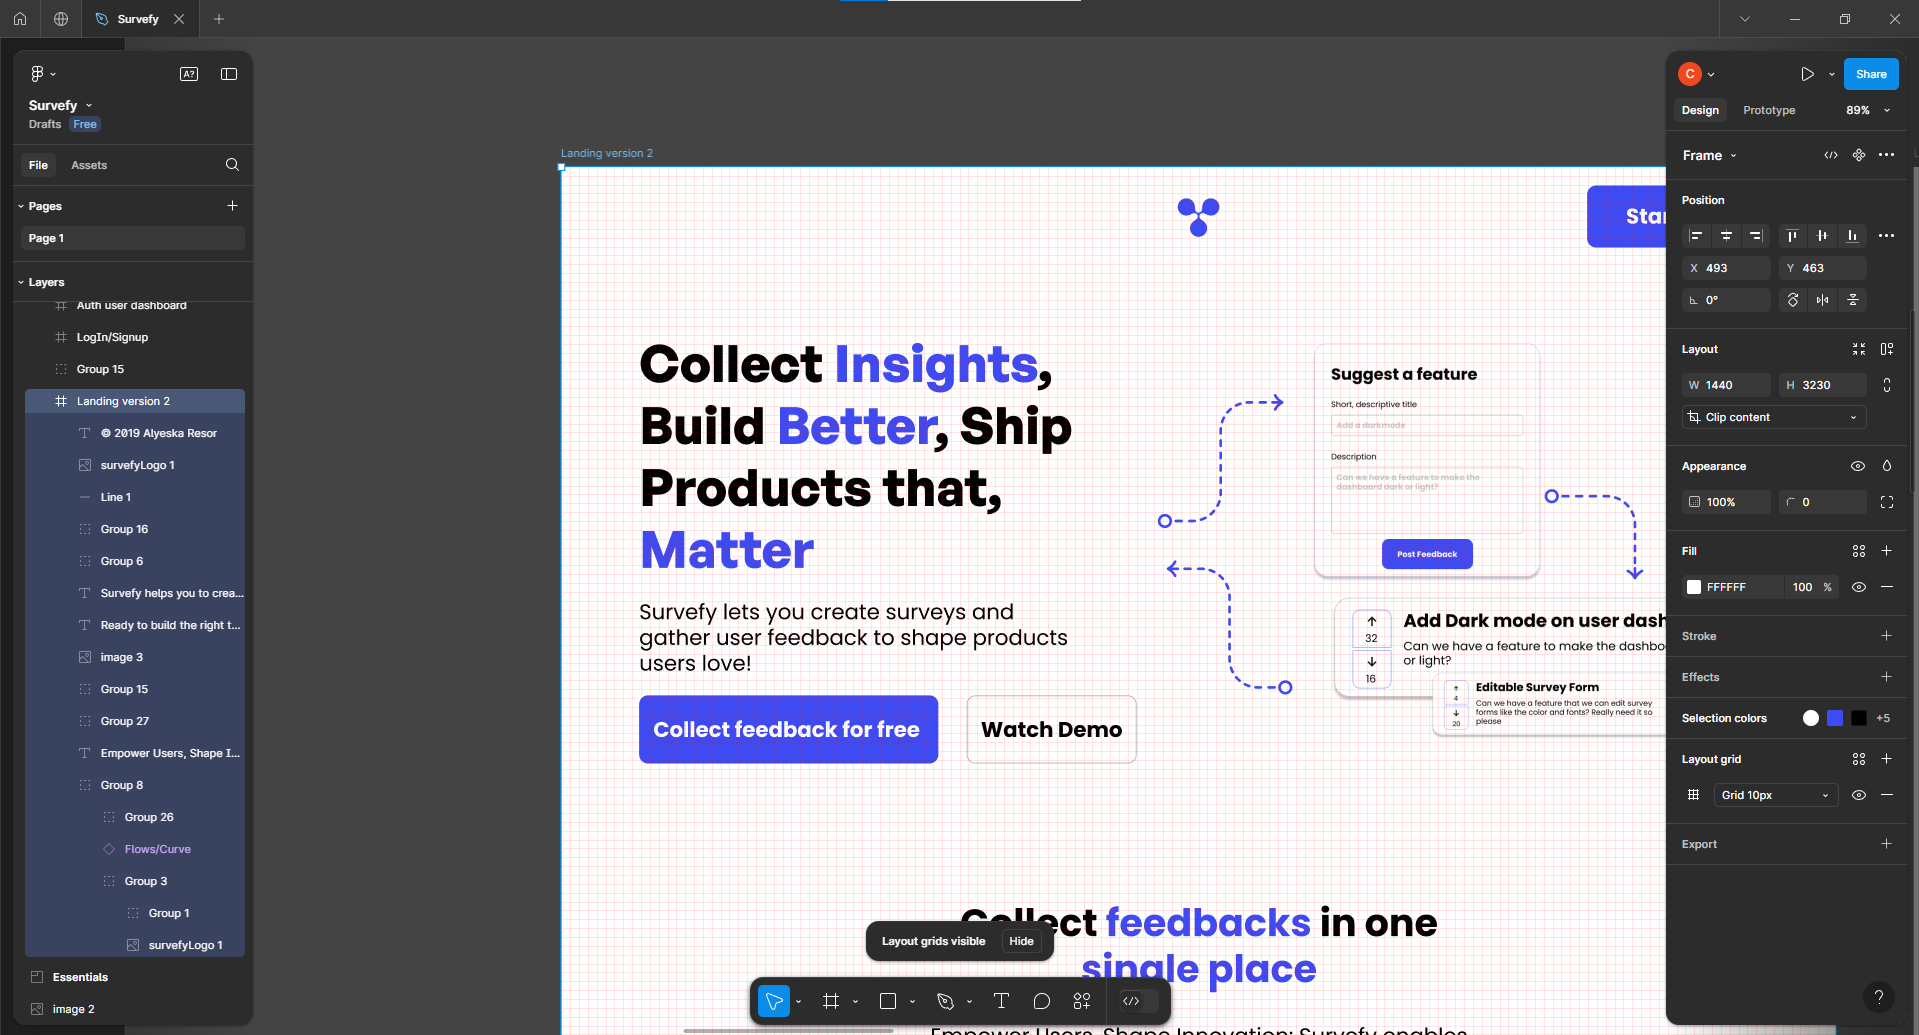 Survefy
A?
Survefy
Drafts Free
File Assets
Pages
Page 1
Layers
Auth user dashboard
LogIn/Signup
Group 15
Landing version 2
© 2019 Alyeska Resor
survefyLogo 1
Line 1
Group 16
Group 6
Survefy helps you to crea...
Ready to build the right t...
image 3
Group 15
Group 27
Empower Users, Shape I...
Group 8
Group 26
Flows/Curve
Group 3
Group 1
survefyLogo 1
Essentials
image 2
Landing version 2
Star
Collect Insights,
Build Better, Ship
Products that,
Matter
Survefy lets you create surveys and
gather user feedback to shape products
users love!
Collect feedback for free
Watch Demo
Suggest a feature
Short, descriptive title
Add a darkmode
Description
Can we have a feature to make the
dashboard dark or light?
Post Feedback
32
16
Add Dark mode on user dash
Can we have a feature to make the dashbo
or light?
4
20
Editable Survey Form
Can we have a feature that we can edit survey
forms like the color and fonts? Really need it so
please
Collect feedbacks in one
single place
Empower Users, Shape Innovation: Survefy enables
Layout grids visible Hide
C
Share
Design Prototype 89%
Frame
Position
X 493 Y 463
0°
Layout
W 1440 H 3230
Clip content
Appearance
100% 0
Fill
FFFFFF 100 %
Stroke
Effects
Selection colors +5
Layout grid
Grid 10px
Export
?